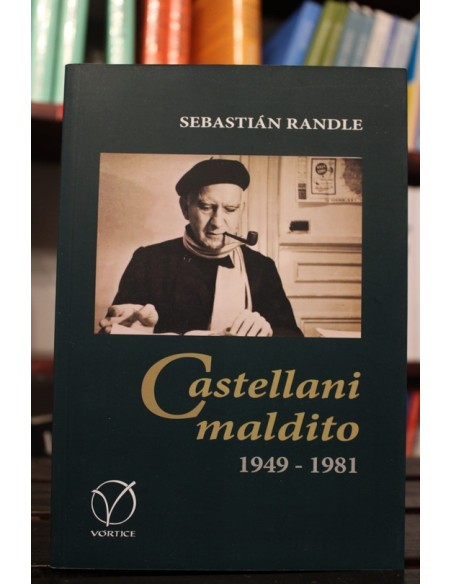 SEBASTIÁN RANDLE
Castellani
maldito
1949 - 1981
VÓRTICE